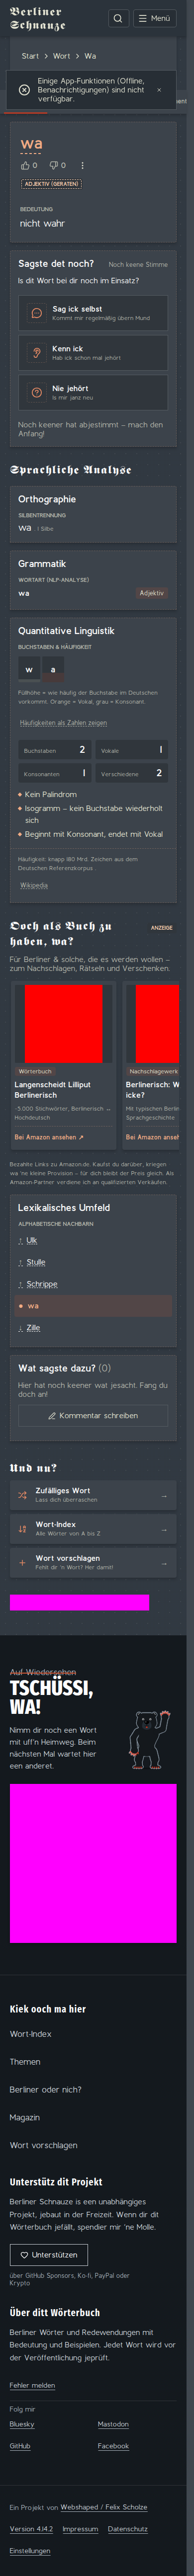 Berliner
Schnauze
Menü
Start > Wort > Wa
Einige App-Funktionen (Offline,
Benachrichtigungen) sind nicht
verfügbar.
×
wa
0 0
ADJEKTIV (GERATEN)
BEDEUTUNG
nicht wahr
Sagste det noch?
Noch keene Stimme
Is dit Wort bei dir noch im Einsatz?
Sag ick selbst
Kommt mir regelmäßig übern Mund
Kenn ick
Hab ick schon mal jehört
Nie jehört
Is mir janz neu
Noch keener hat abjestimmt – mach den
Anfang!
Sprachliche Analyse
Orthographie
SILBENTRENNUNG
wa 1 Silbe
Grammatik
WORTART (NLP-ANALYSE)
wa Adjektiv
Quantitative Linguistik
BUCHSTABEN & HÄUFIGKEIT
w a
Füllhöhe = wie häufig der Buchstabe im Deutschen
vorkommt. Orange = Vokal, grau = Konsonant.
Häufigkeiten als Zahlen zeigen
Buchstaben 2
Vokale 1
Konsonanten 1
Verschiedene 2
Kein Palindrom
Isogramm – kein Buchstabe wiederholt
sich
Beginnt mit Konsonant, endet mit Vokal
Häufigkeit: knapp 180 Mrd. Zeichen aus dem
Deutschen Referenzkorpus ·
Wikipedia
Doch als Buch zu
haben, wa?
ANZEIGE
Für Berliner & solche, die es werden wollen –
zum Nachschlagen, Rätseln und Verschenken.
Wörterbuch
Langenscheidt Lilliput
Berlinerisch
5.000 Stichwörter, Berlinerisch ↔
Hochdeutsch
Bei Amazon ansehen ↗
Nachschlagewerk
Berlinerisch: W
icke?
Mit typischen Berlin
Sprachgeschichte
Bei Amazon anseh
Bezahlte Links zu Amazon.de. Kaufst du darüber, kriegen
wa 'ne kleine Provision – für dich bleibt der Preis gleich. Als
Amazon-Partner verdiene ich an qualifizierten Verkäufen.
Lexikalisches Umfeld
ALPHABETISCHE NACHBARN
↑ Ulk
↑ Stulle
↑ Schrippe
wa
↓ Zille
Wat sagste dazu? (0)
Hier hat noch keener wat jesacht. Fang du
doch an!
Kommentar schreiben
Und nu?
Zufälliges Wort
Lass dich überraschen
→
Wort-Index
Alle Wörter von A bis Z
→
Wort vorschlagen
Fehlt dir 'n Wort? Her damit!
→
Auf Wiedersehen
TSCHÜSSI,
WA!
Nimm dir noch een Wort
mit uff'n Heimweg. Beim
nächsten Mal wartet hier
een anderet.
Kiek ooch ma hier
Wort-Index
Themen
Berliner oder nich?
Magazin
Wort vorschlagen
Unterstütz dit Projekt
Berliner Schnauze is een unabhängiges
Projekt, jebaut in der Freizeit. Wenn dir dit
Wörterbuch jefällt, spendier uns 'ne Molle.
Unterstützen
über GitHub Sponsors, Ko-fi, PayPal oder
Krypto
Über ditt Wörterbuch
Berliner Wörter und Redewendungen mit
Bedeutung und Beispielen. Jedet Wort wird vor
der Veröffentlichung jeprüft.
Fehler melden
Folg mir
Bluesky
Mastodon
GitHub
Facebook
Ein Projekt von Webshaped / Felix Scholze
Version 4.14.2 Impressum Datenschutz
Einstellungen